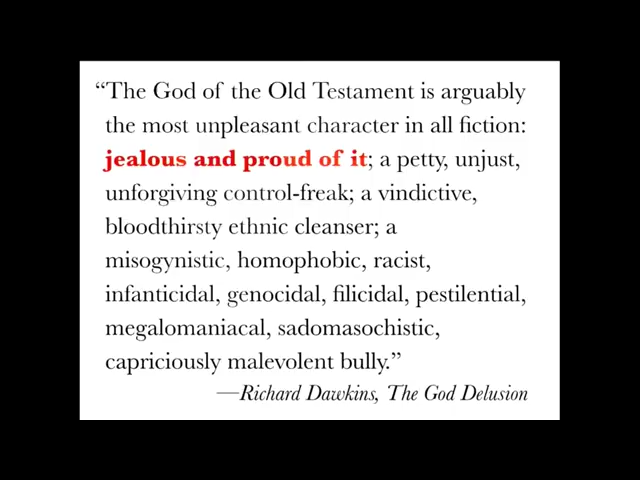 “The God of the Old Testament is arguably
the most unpleasant character in all fiction:
jealous and proud of it; a petty, unjust,
unforgiving control-freak; a vindictive,
bloodthirsty ethnic cleanser; a
misogynistic, homophobic, racist,
infanticidal, genocidal, filicidal, pestilential,
megalomaniacal, sadomasochistic,
capriciously malevolent bully.”
—Richard Dawkins, The God Delusion